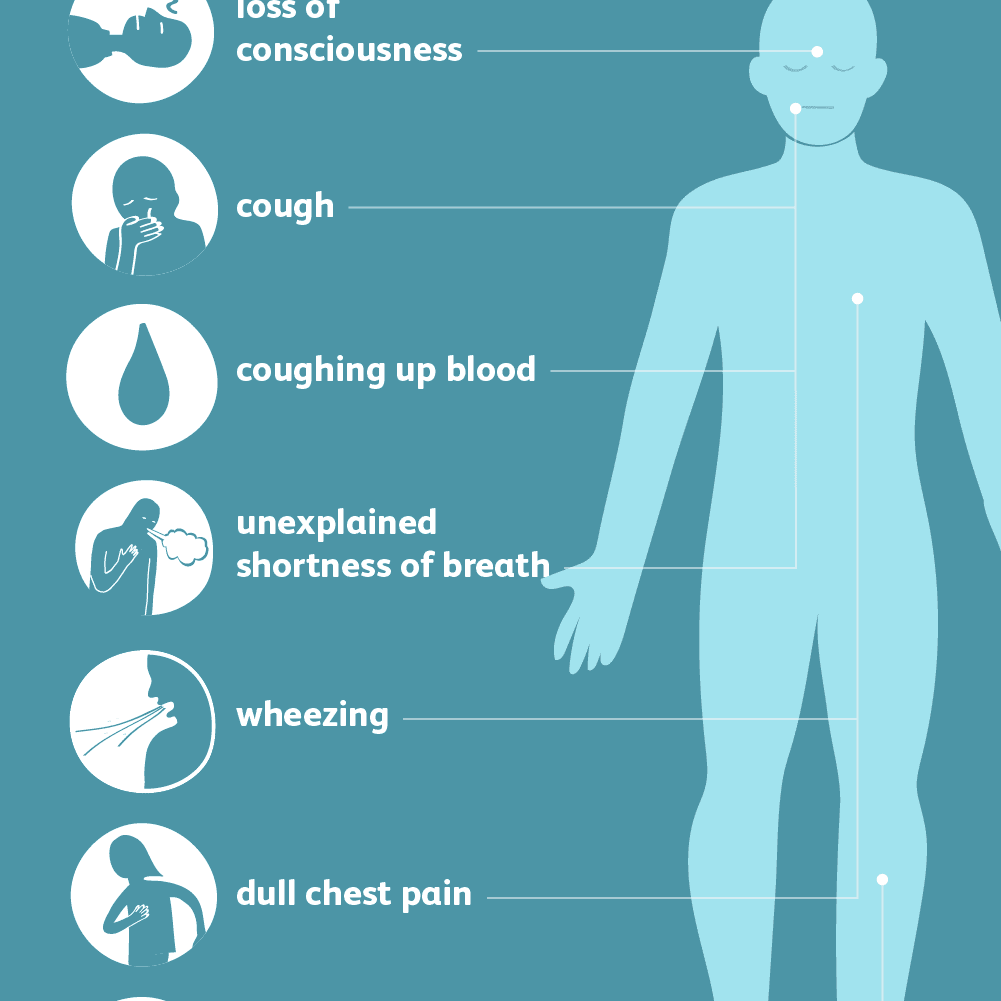 loss of
consciousness
cough
coughing up blood
unexplained
shortness of breath
wheezing
dull chest pain